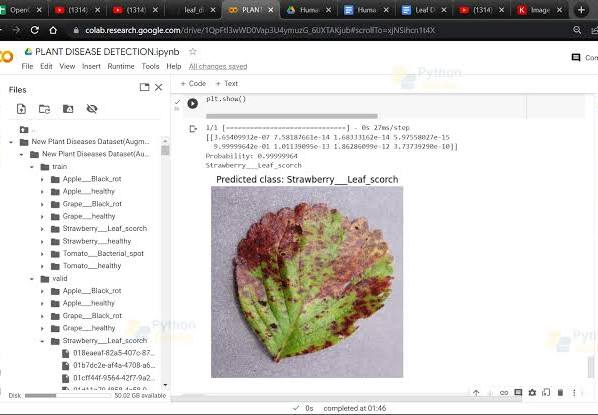 Open(
(1314)
(1314)
leaf_di
PLANT
Huma
Huma
Leaf D
(1314)
Image
colab.research.google.com/drive/1QpFtl3wWD0Vap3U4ymuzG_6UXTAKjub#scrollTo=xjNSihcn1t4X
PLANT DISEASE DETECTION.ipynb
File Edit View Insert Runtime Tools Help All changes saved
Com
Files
+ Code + Text
Python
plt.show()
..
New Plant Diseases Dataset(Augm...
New Plant Diseases Dataset(Au...
train
Apple___Black_rot
Apple___healthy
Grape___Black_rot
Grape___healthy
Strawberry___Leaf_scorch
Strawberry___healthy
Tomato___Bacterial_spot
Tomato___healthy
valid
Apple___Black_rot
Apple___healthy
Grape___Black_rot
Grape___healthy
Strawberry___Leaf_scorch
018eaeaf-82a5-407c-87...
01b7dc2e-af4a-4708-a6...
01cff44f-9564-42f7-9a2...
Disk 50.02 GB available
1/1 [==============================] - 0s 27ms/step
[[3.65409932e-07 7.58187661e-14 1.68333162e-14 5.97558027e-15
9.99999642e-01 1.01139095e-13 1.86286099e-12 3.73739290e-10]]
Probability: 0.99999964
Strawberry___Leaf_scorch
Predicted class: Strawberry___Leaf_scorch
Python
Pyth
0s completed at 01:46